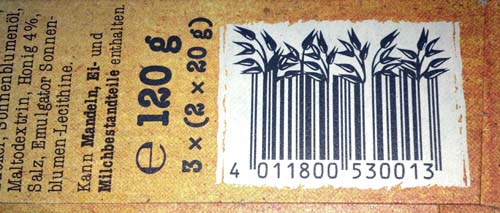 Sonnenblumenöl,
Maltodextrin, Honig 4%,
Salz, Emulgator Sonnen-
blumen-Lecithine.
Kann Mandeln, Ei- und
Milchbestandteile enthalten.
e 120 g
3 × (2 × 20 g)
4 011800 530013